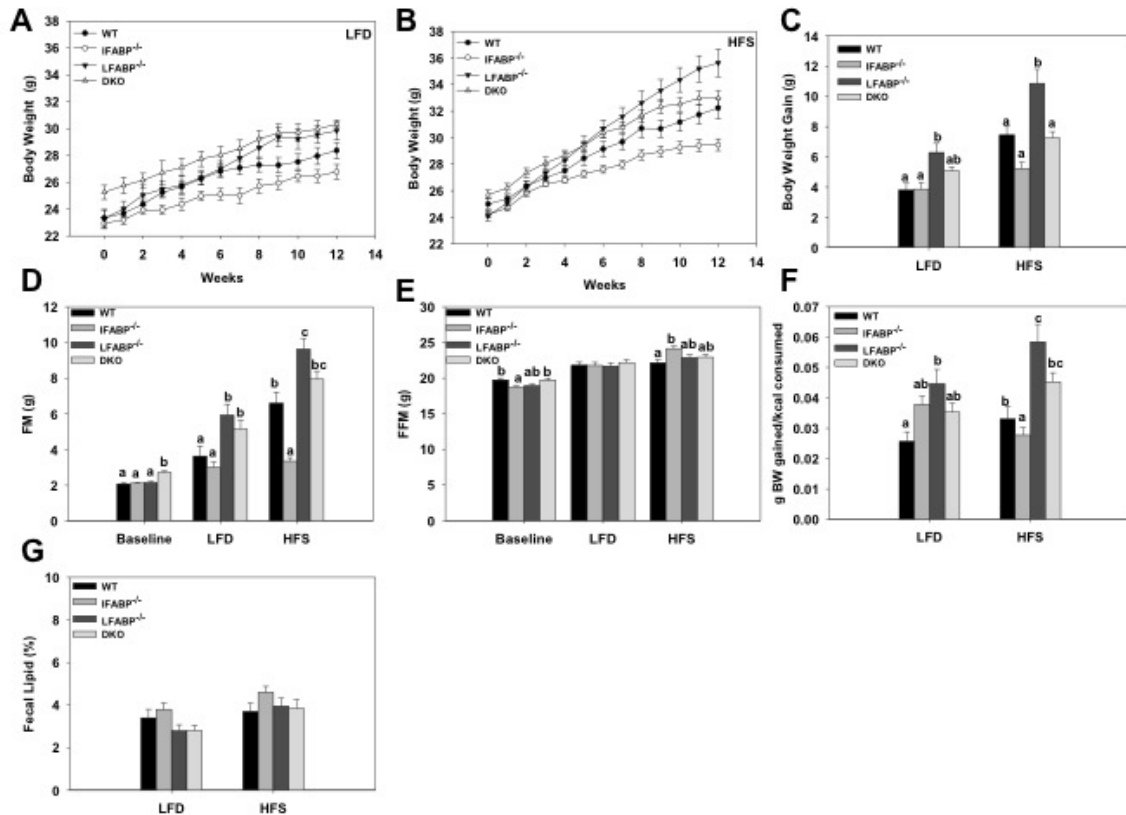 A
WT
IFABP-/-
LFABP-/-
DKO
LFD
Body Weight (g)
38
36
34
32
30
28
26
24
22
0 2 4 6 8 10 12 14
Weeks
B
WT
IFABP-/-
LFABP-/-
DKO
HFS
Body Weight (g)
38
36
34
32
30
28
26
24
22
0 2 4 6 8 10 12 14
Weeks
C
WT
IFABP-/-
LFABP-/-
DKO
Body Weight Gain (g)
14
12
10
8
6
4
2
0
a a b ab
a a b a
LFD HFS
D
WT
IFABP-/-
LFABP-/-
DKO
FM (g)
12
10
8
6
4
2
0
a a a b
a a b b
b a c bc
Baseline LFD HFS
E
WT
IFABP-/-
LFABP-/-
DKO
FFM (g)
30
25
20
15
10
5
0
b a ab b
a b ab ab
Baseline LFD HFS
F
WT
IFABP-/-
LFABP-/-
DKO
g BW gained/kcal consumed
0.07
0.06
0.05
0.04
0.03
0.02
0.01
0.00
a ab b ab
b a c bc
LFD HFS
G
WT
IFABP-/-
LFABP-/-
DKO
Fecal Lipid (%)
10
8
6
4
2
0
LFD HFS